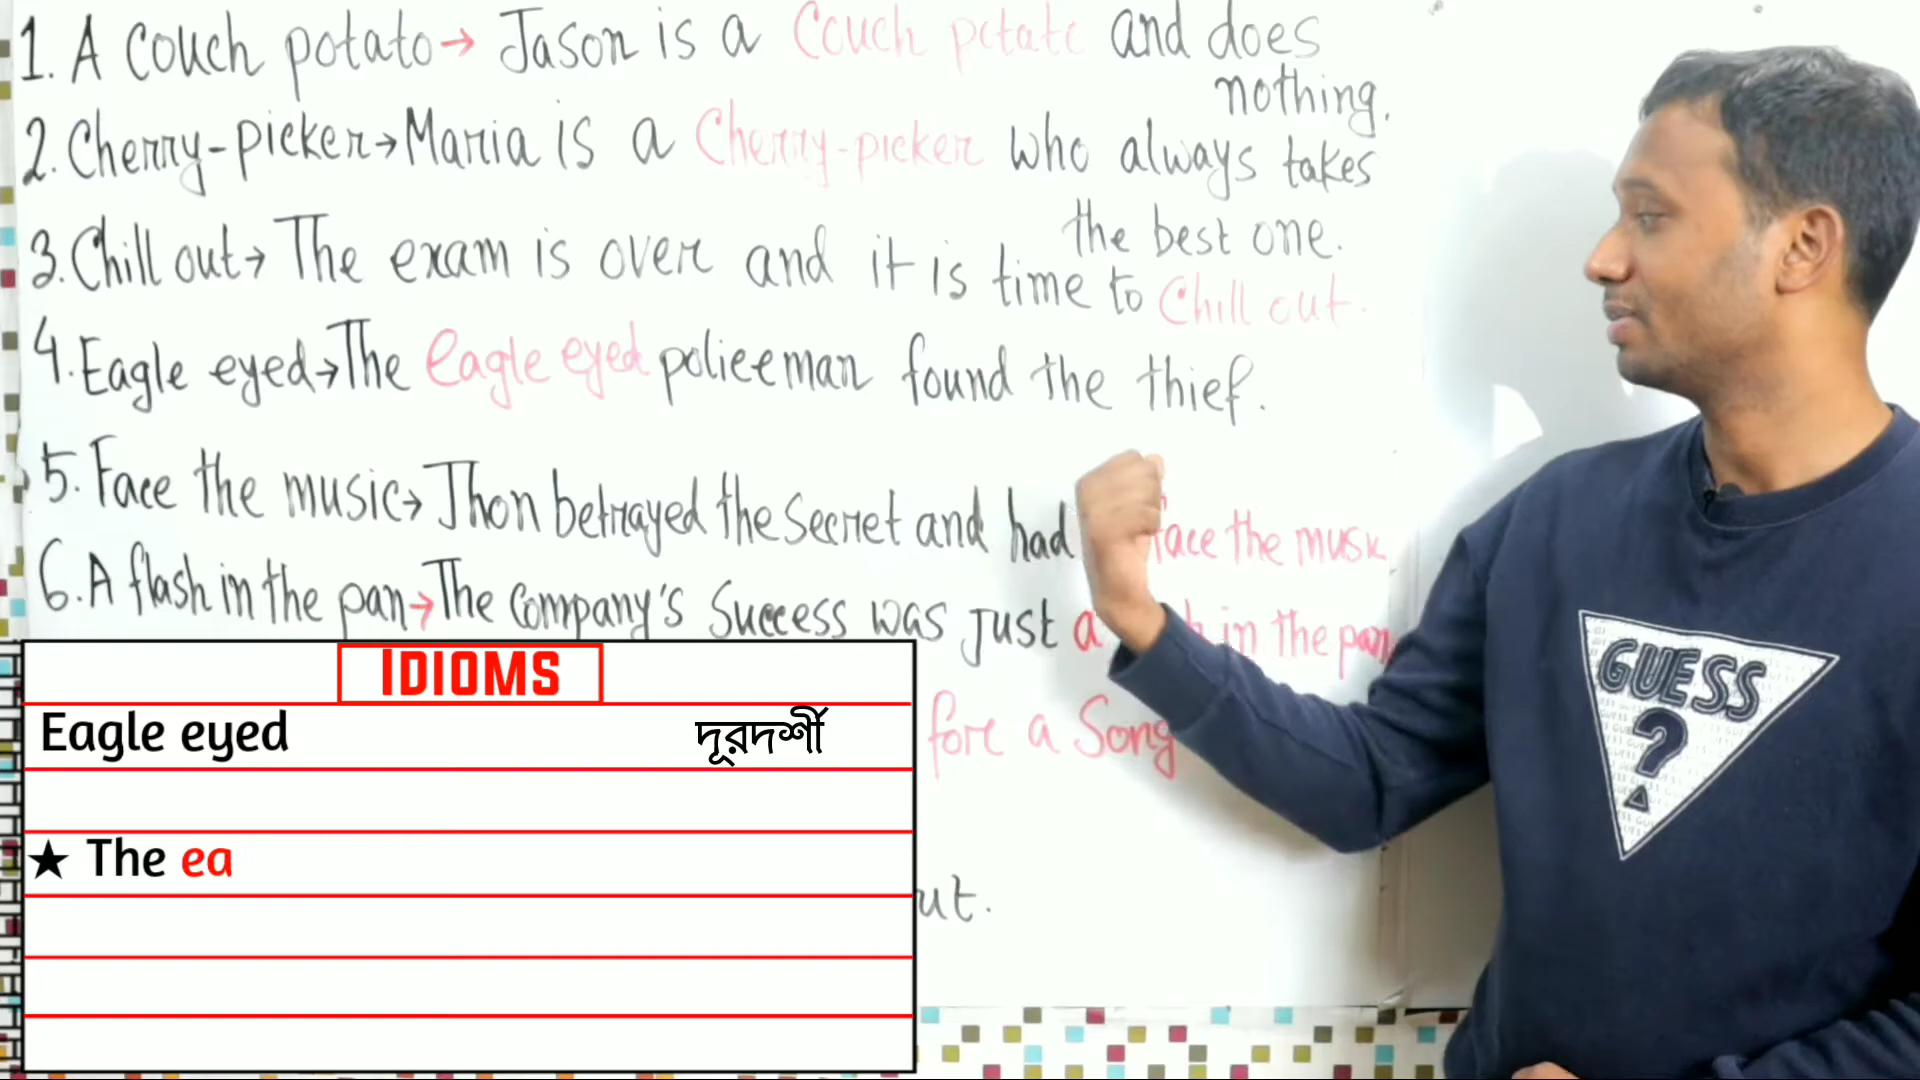 1. A couch potato→ Jason is a Couch potato and does
nothing.
2. Cherry-picker→Maria is a Cherry-picker who always takes
the best one.
3. Chill out→ The exam is over and it is time to Chill out.
4. Eagle eyed→The eagle eyed policeman found the thief.
5. Face the music→ Jhon betrayed the secret and had face the music
6. A flash in the pan→The Company's Success was just a in the pan
for a Song
ut.
IDIOMS
Eagle eyed দূরদর্শী
★ The ea
GUESS
?